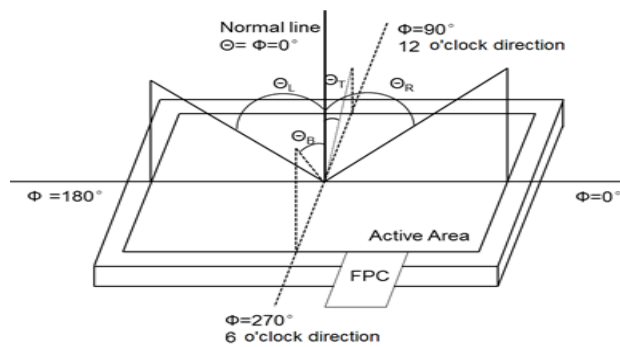 Normal line
Θ= Φ=0°
Φ=90°
12 o'clock direction
ΘL
ΘT
ΘR
ΘB
Φ =180°
Φ=0°
Active Area
FPC
Φ=270°
6 o'clock direction